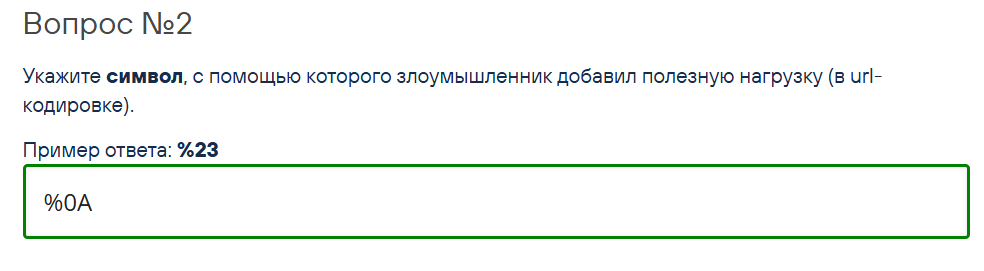 Вопрос №2
Укажите символ, с помощью которого злоумышленник добавил полезную нагрузку (в url-
кодировке).
Пример ответа: %23
%0A